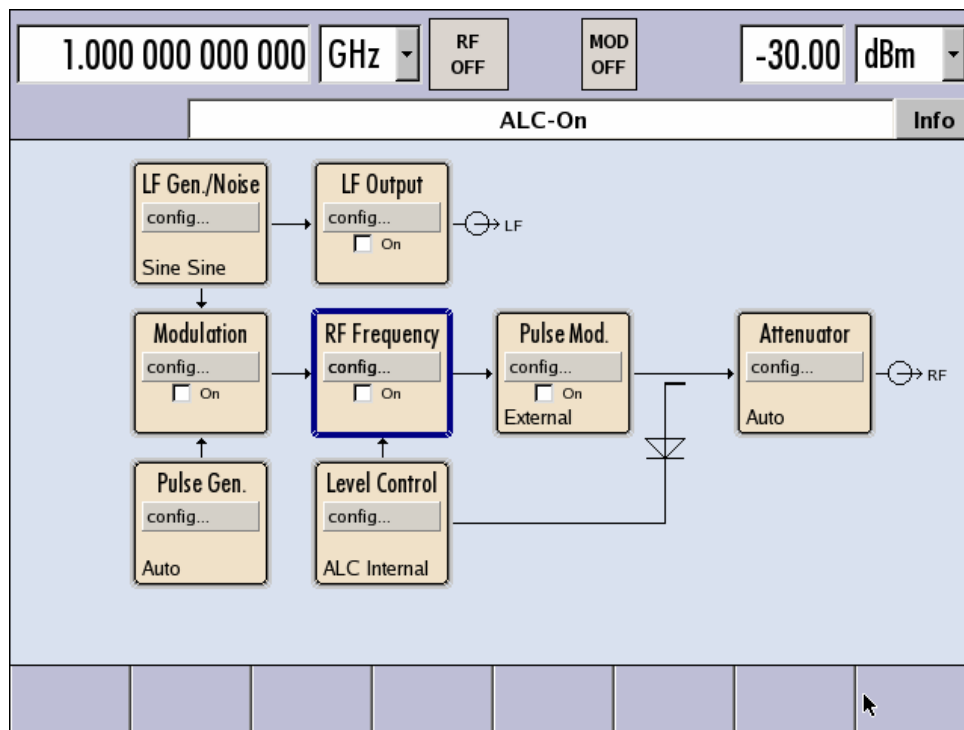 1.000 000 000 000 GHz RF OFF MOD OFF -30.00 dBm
ALC-On Info
LF Gen./Noise
config...
Sine Sine
LF Output
config...
On
LF
Modulation
config...
On
RF Frequency
config...
On
Pulse Mod.
config...
On
External
Attenuator
config...
Auto
RF
Pulse Gen.
config...
Auto
Level Control
config...
ALC Internal